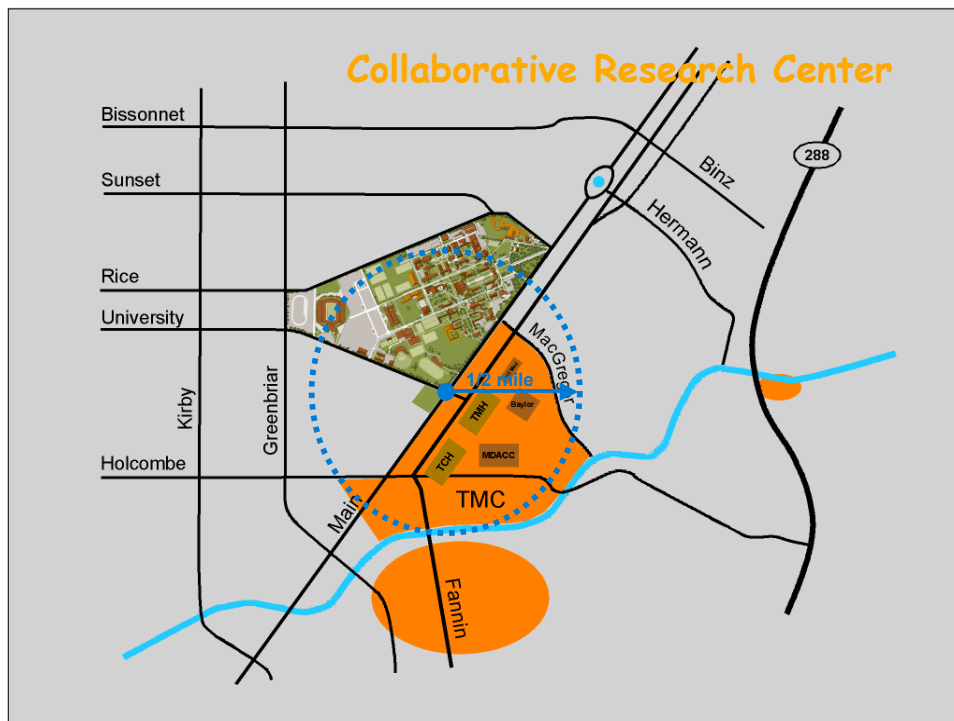 Collaborative Research Center
Bissonnet
Binz
288
Sunset
Hermann
Rice
University
MacGregor
1/2 mile
Kirby
Greenbriar
TMH
Baylor
Holcombe
TCH
MDACC
Main
TMC
Fannin